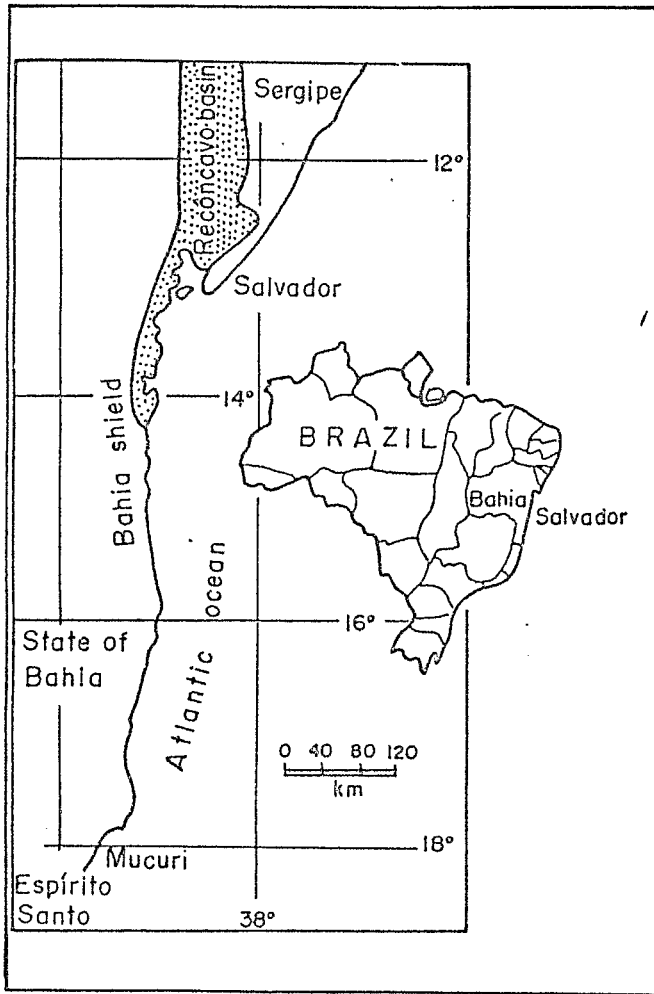 Sergipe
Recôncavo basin
12°
Salvador
14°
Bahia shield
BRAZIL
Bahia
Salvador
Atlantic ocean
16°
State of
Bahia
0 40 80 120
km
18°
Mucuri
Espírito
Santo
38°